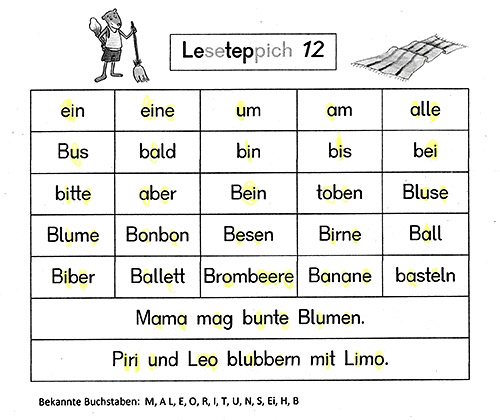 Leseteppich 12
ein eine um am alle
Bus bald bin bis bei
bitte aber Bein toben Bluse
Blume Bonbon Besen Birne Ball
Biber Ballett Brombeere Banane basteln
Mama mag bunte Blumen.
Piri und Leo blubbern mit Limo.
Bekannte Buchstaben: M, A L, E, O, R, I, T, U, N, S, Ei, H, B